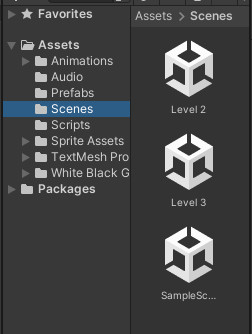 Favorites
Assets
Animations
Audio
Prefabs
Scenes
Scripts
Sprite Assets
TextMesh Pro
White Black G
Packages
Assets > Scenes
Level 2
Level 3
SampleSc...